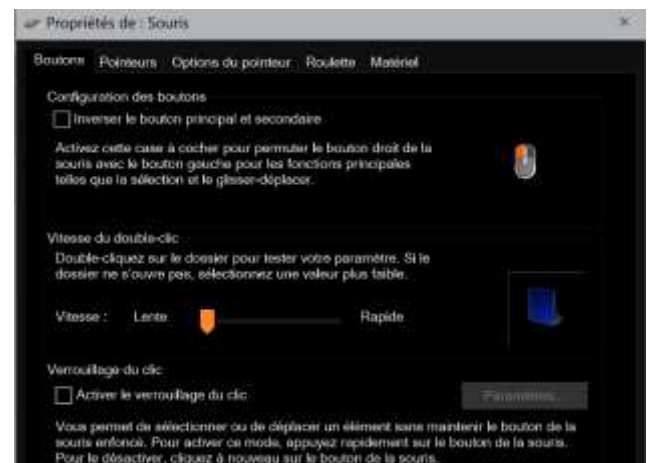 Propriétés de : Souris
Boutons Pointeurs Options du pointeur Roulette Matériel
Configuration des boutons
Inverser le bouton principal et secondaire
Activez cette case à cocher pour permuter le bouton droit de la
souris avec le bouton gauche pour les fonctions principales
telles que la sélection et le glisser-déplacer.
Vitesse du double-clic
Double-cliquez sur le dossier pour tester votre paramètre. Si le
dossier ne s'ouvre pas, sélectionnez une valeur plus faible.
Vitesse : Lente Rapide
Verrouillage du clic
Activer le verrouillage du clic Paramètres...
Vous permet de sélectionner ou de déplacer un élément sans maintenir le bouton de la
souris enfoncé. Pour activer ce mode, appuyez rapidement sur le bouton de la souris.
Pour le désactiver, cliquez à nouveau sur le bouton de la souris.